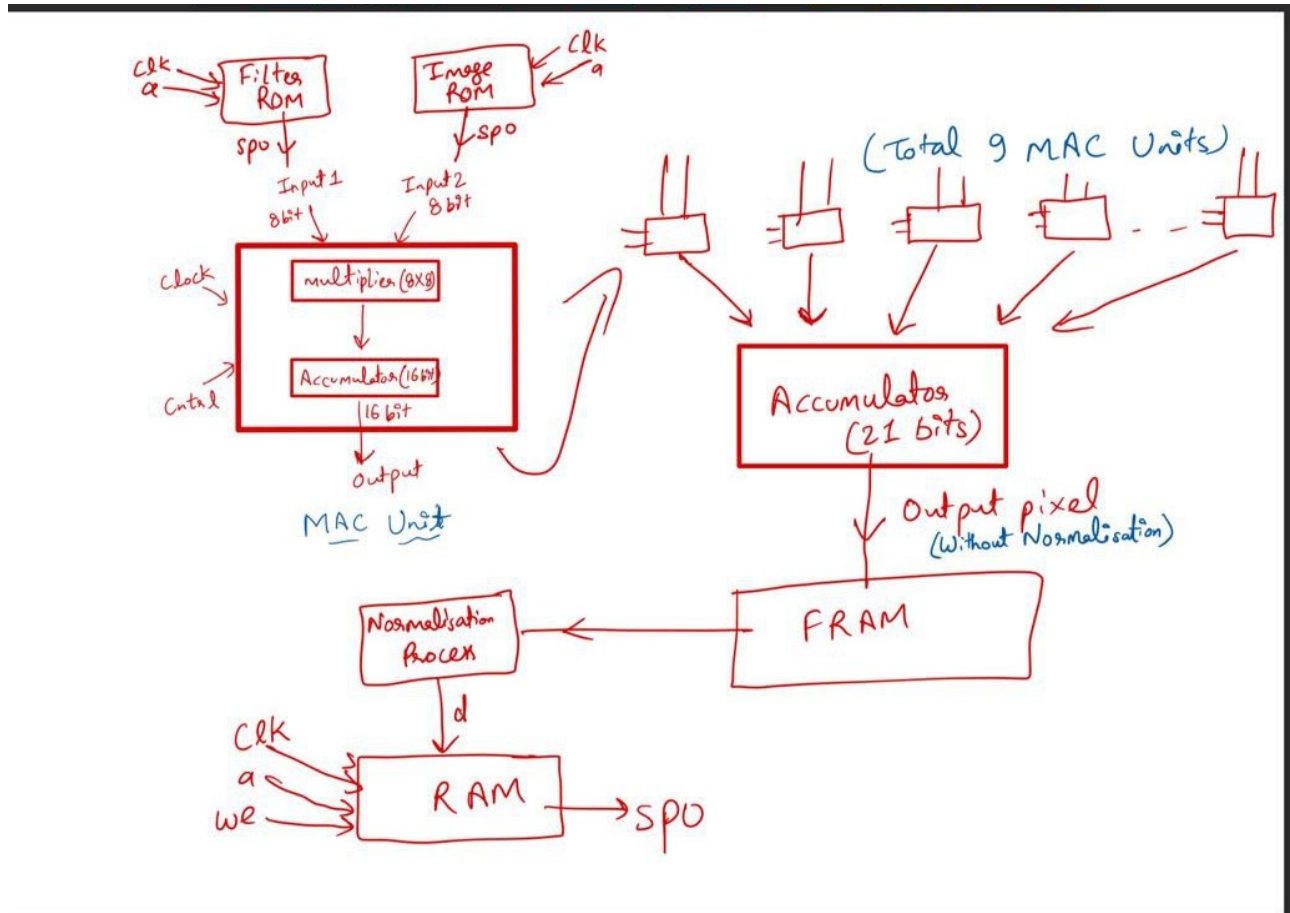 Clk
a
Filter
ROM
spo
Image
ROM
Clk
a
spo
Input 1
8bit
Input 2
8 bit
Clock
Cntrl
multiplier (8X8)
Accumulator (16 bit)
16 bit
Output
MAC Unit
(Total 9 MAC Units)
Accumulator
(21 bits)
Output pixel
(Without Normalisation)
FRAM
Normalisation
Process
d
Clk
a
we
RAM
spo